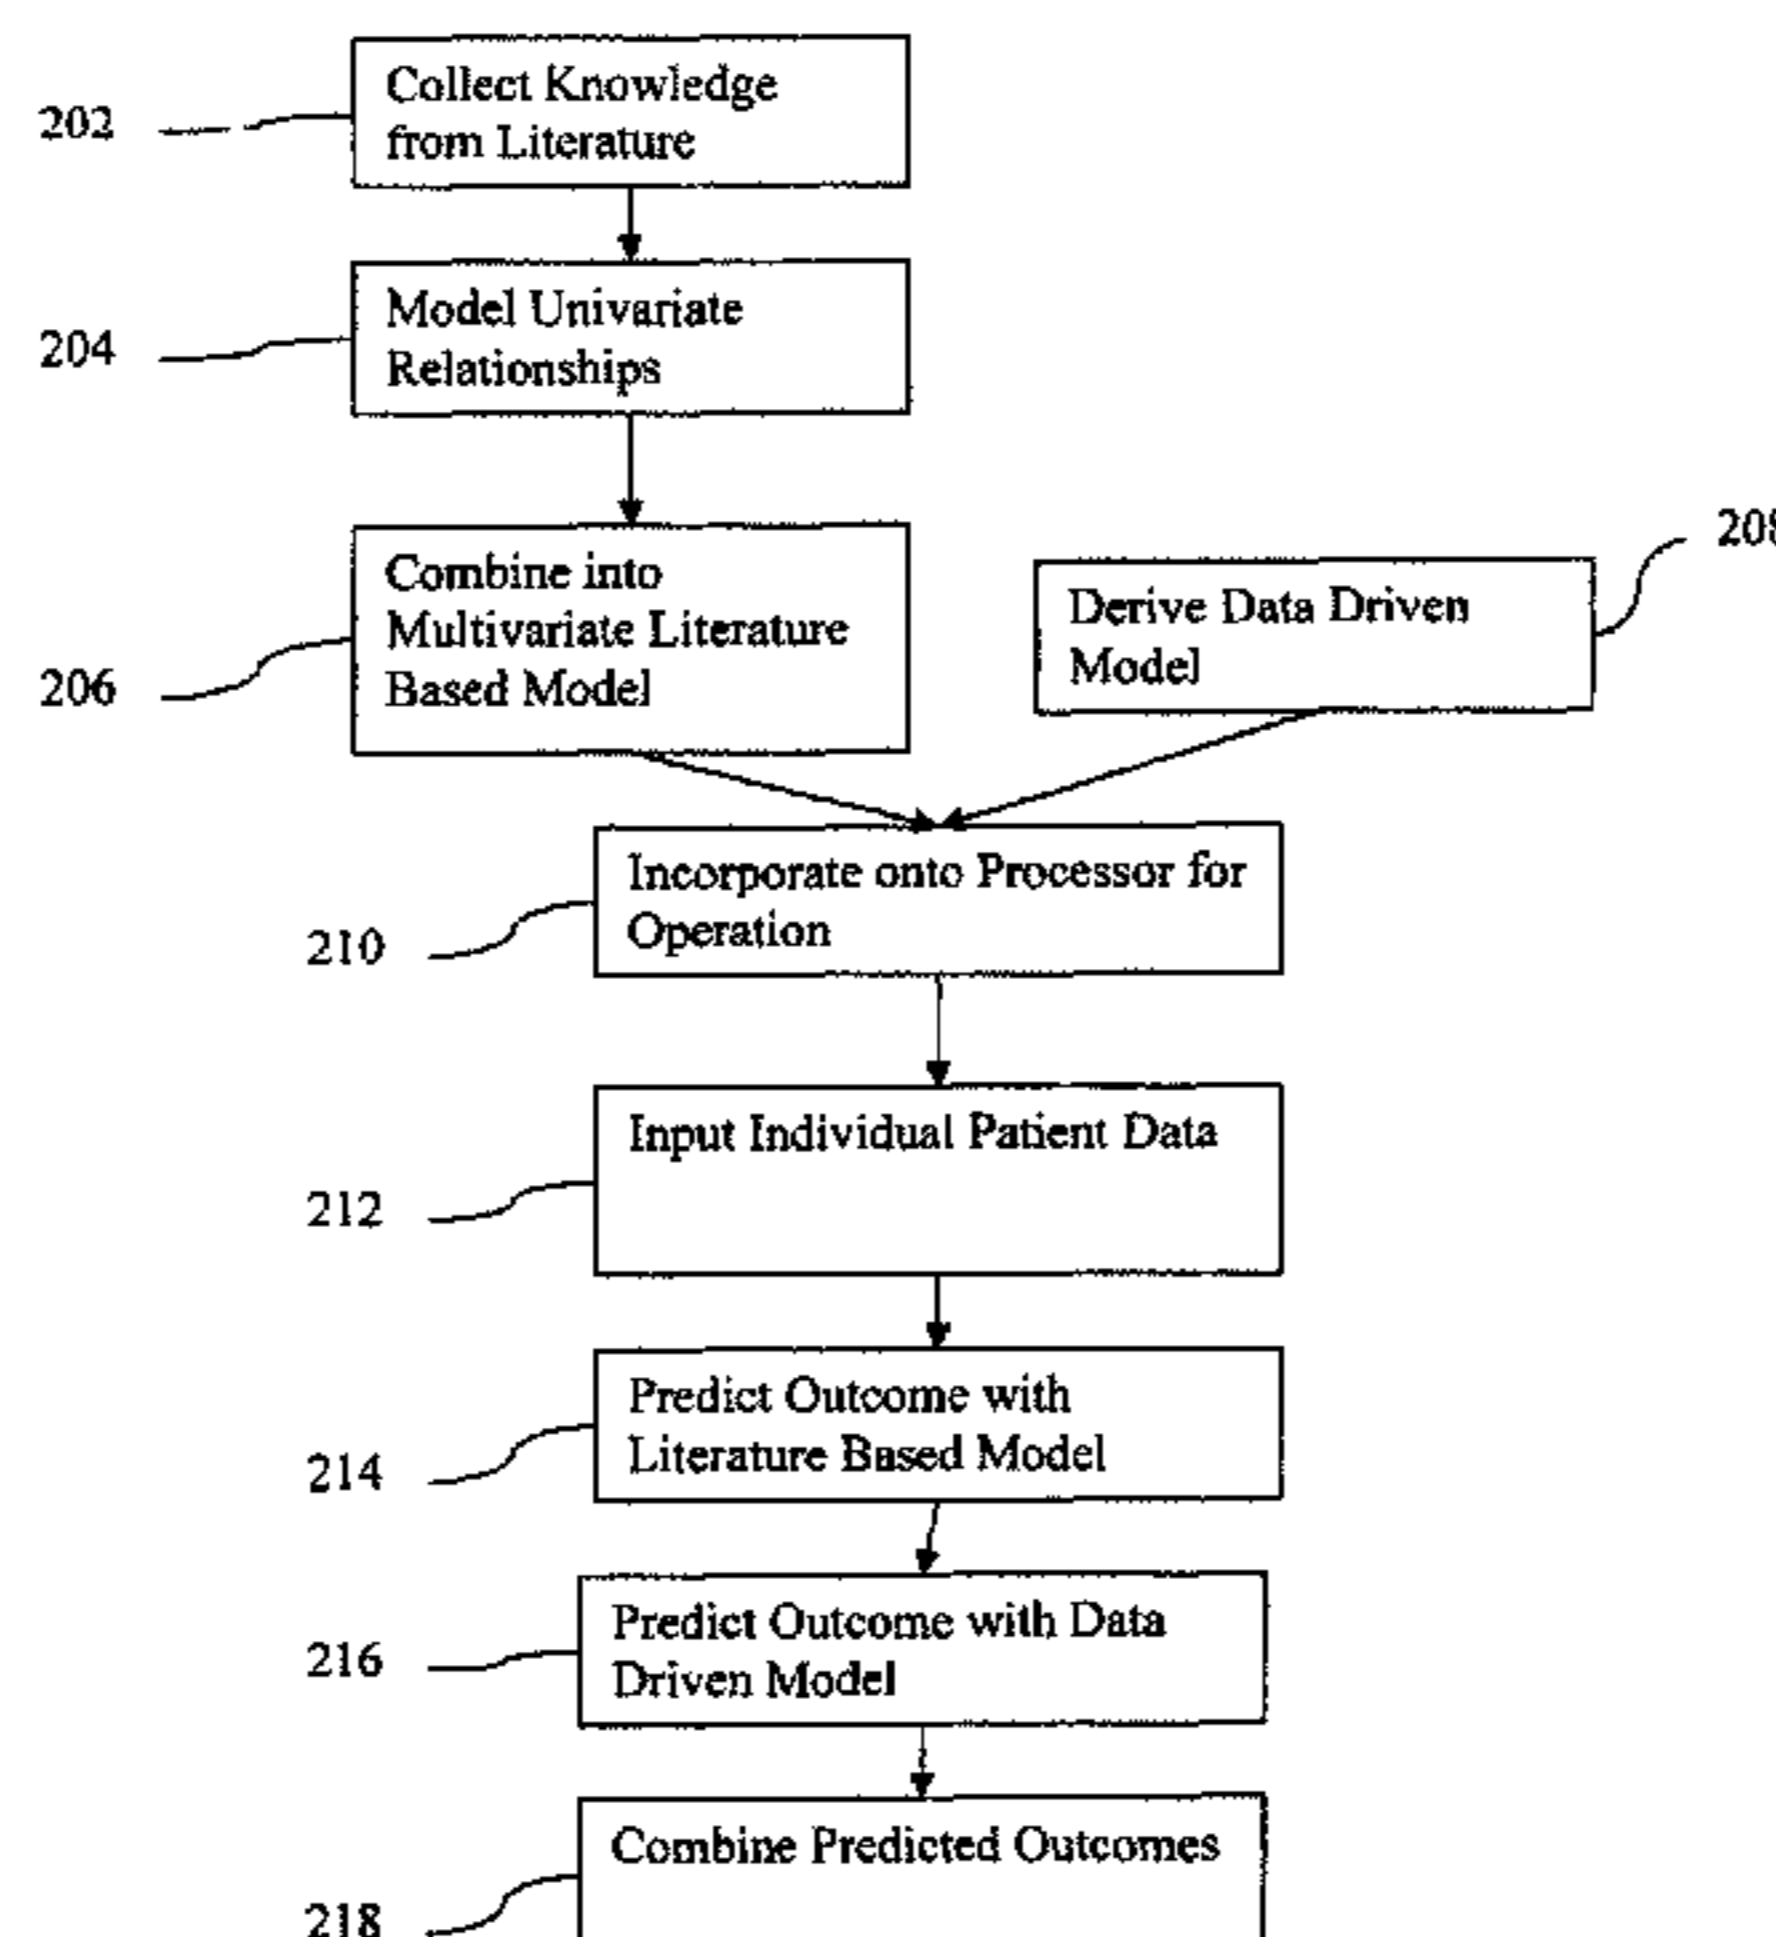 202
Collect Knowledge
from Literature
204
Model Univariate
Relationships
206
Combine into
Multivariate Literature
Based Model
208
Derive Data Driven
Model
210
Incorporate onto Processor for
Operation
212
Input Individual Patient Data
214
Predict Outcome with
Literature Based Model
216
Predict Outcome with Data
Driven Model
218
Combine Predicted Outcomes